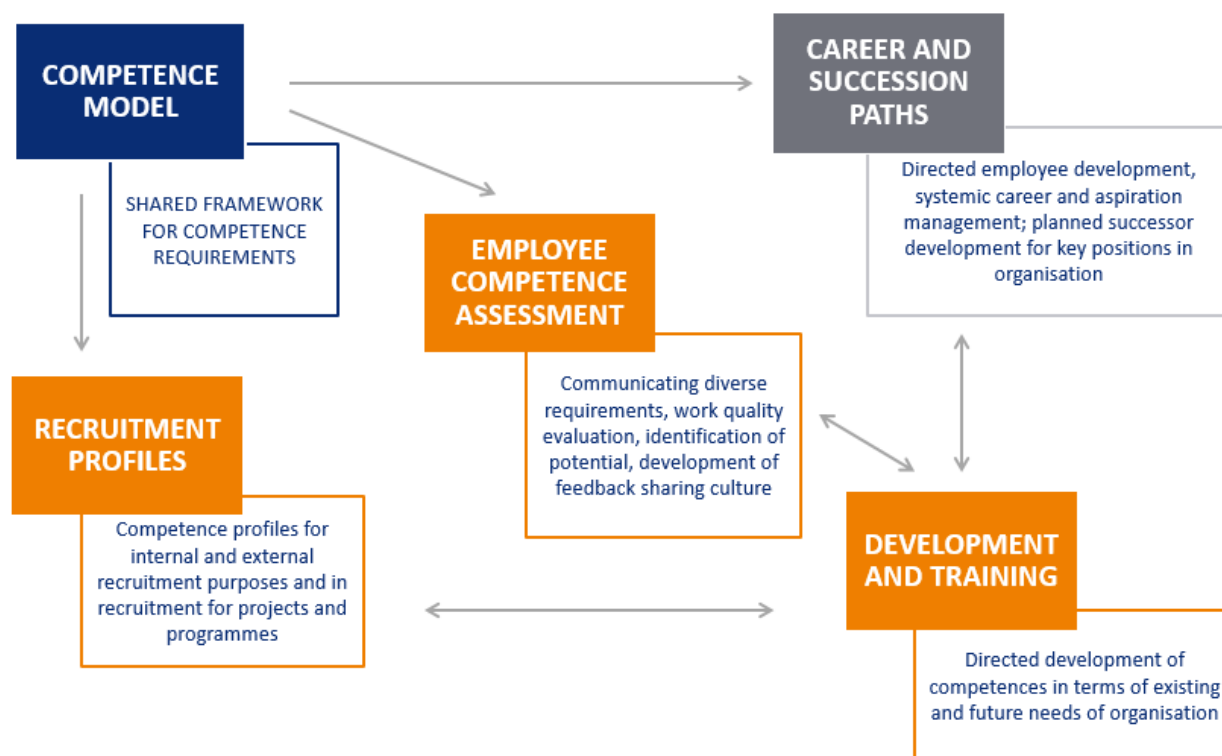 COMPETENCE
MODEL
SHARED FRAMEWORK
FOR COMPETENCE
REQUIREMENTS
CAREER AND
SUCCESSION
PATHS
Directed employee development,
systemic career and aspiration
management; planned successor
development for key positions in
organisation
EMPLOYEE
COMPETENCE
ASSESSMENT
Communicating diverse
requirements, work quality
evaluation, identification of
potential, development of
feedback sharing culture
RECRUITMENT
PROFILES
Competence profiles for
internal and external
recruitment purposes and in
recruitment for projects and
programmes
DEVELOPMENT
AND TRAINING
Directed development of
competences in terms of existing
and future needs of organisation